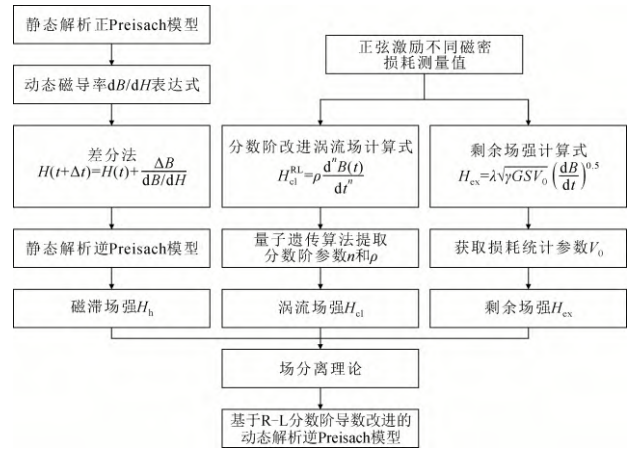 静态解析正Preisach模型
动态磁导率dB/dH表达式
差分法
H(t+Δt)=H(t)+ΔB/(dB/dH)
静态解析逆Preisach模型
磁滞场强H_h
正弦激励不同磁密
损耗测量值
分数阶改进涡流场计算式
H_cl^RL=ρ d^nB(t)/dt^n
量子遗传算法提取
分数阶参数n和ρ
涡流场强H_cl
剩余场强计算式
H_ex=λ√(γGSV_0) (dB/dt)^0.5
获取损耗统计参数V_0
剩余场强H_ex
场分离理论
基于R-L分数阶导数改进的
动态解析逆Preisach模型